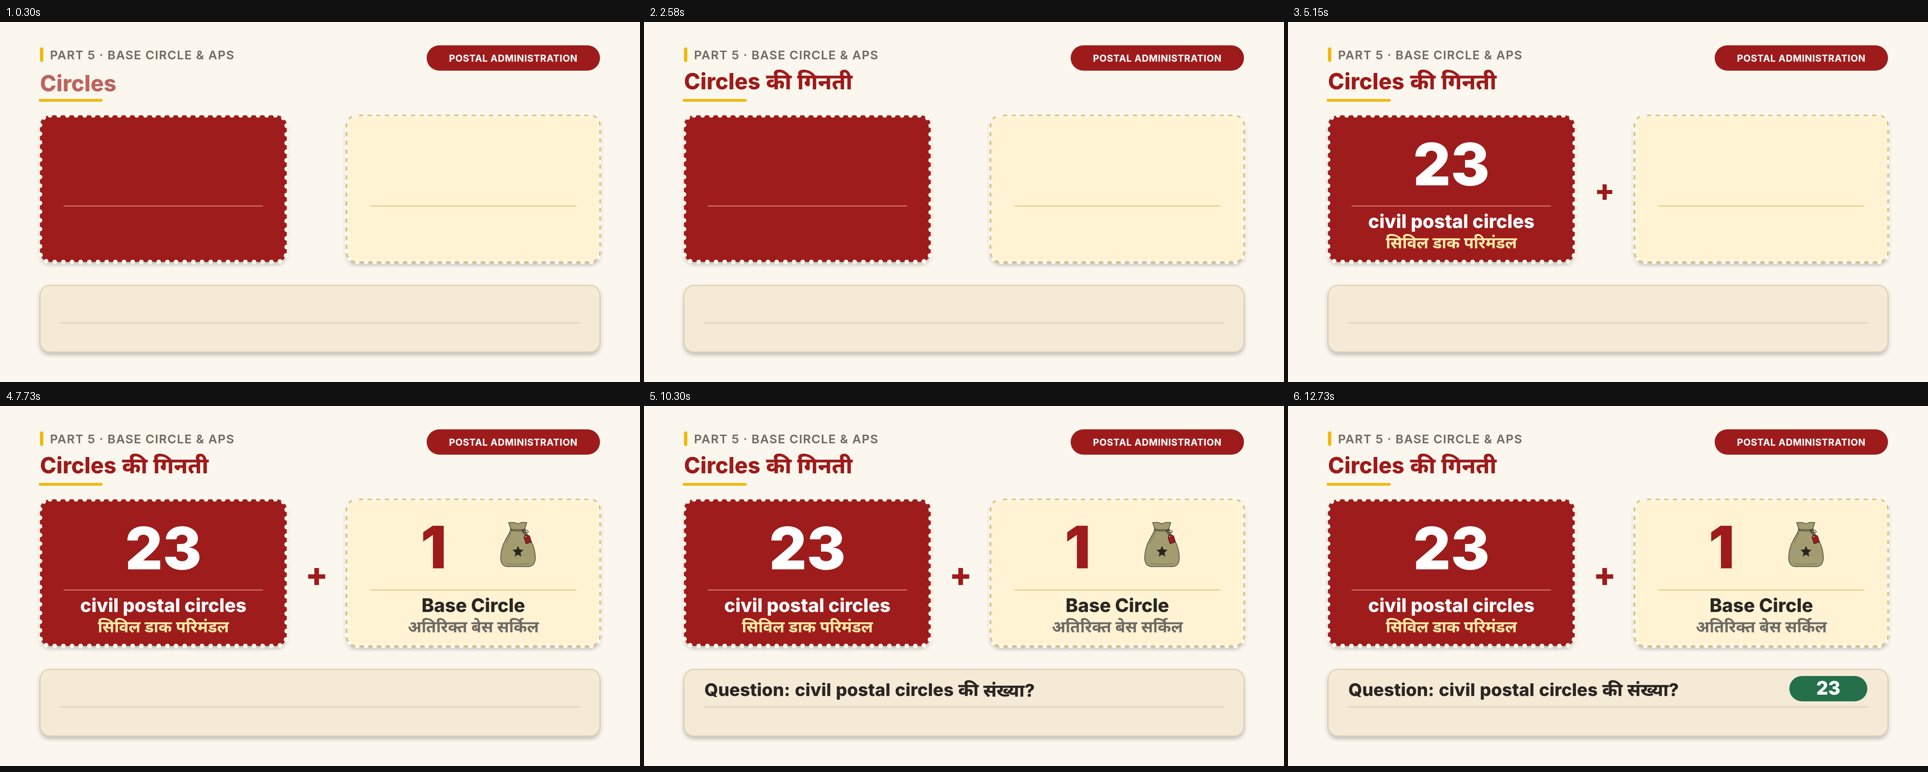 1. 0.30s
PART 5 · BASE CIRCLE & APS
POSTAL ADMINISTRATION
Circles
2. 2.58s
PART 5 · BASE CIRCLE & APS
POSTAL ADMINISTRATION
Circles की गिनती
3. 5.15s
PART 5 · BASE CIRCLE & APS
POSTAL ADMINISTRATION
Circles की गिनती
23
civil postal circles
सिविल डाक परिमंडल
+
4. 7.73s
PART 5 · BASE CIRCLE & APS
POSTAL ADMINISTRATION
Circles की गिनती
23
civil postal circles
सिविल डाक परिमंडल
+
1
Base Circle
अतिरिक्त बेस सर्किल
5. 10.30s
PART 5 · BASE CIRCLE & APS
POSTAL ADMINISTRATION
Circles की गिनती
23
civil postal circles
सिविल डाक परिमंडल
+
1
Base Circle
अतिरिक्त बेस सर्किल
Question: civil postal circles की संख्या?
6. 12.73s
PART 5 · BASE CIRCLE & APS
POSTAL ADMINISTRATION
Circles की गिनती
23
civil postal circles
सिविल डाक परिमंडल
+
1
Base Circle
अतिरिक्त बेस सर्किल
Question: civil postal circles की संख्या?
23